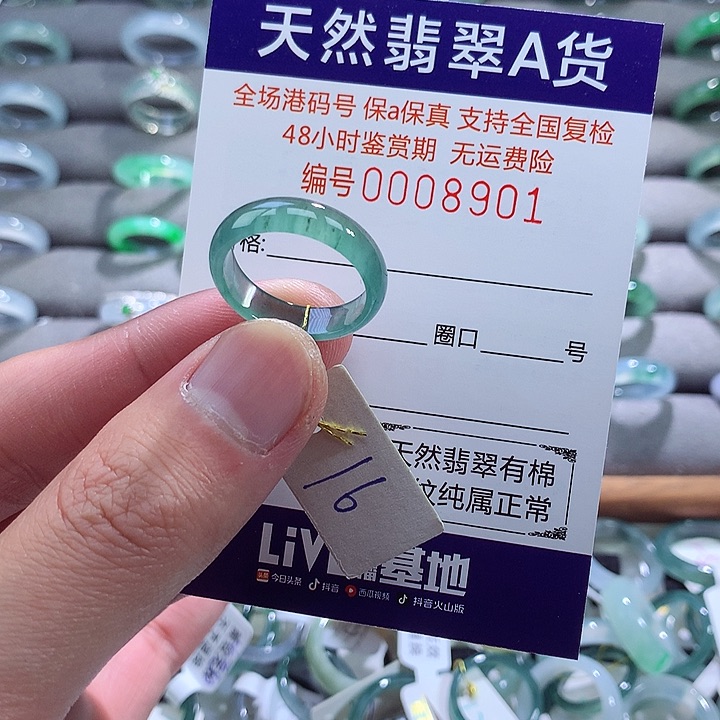 天然翡翠A货
全场港码号 保a保真 支持全国复检
48小时鉴赏期 无运费险
编号0008901
格:
圈口 号
天然翡翠有棉
纹纯属正常
16
LiV 基地
今日头条 抖音 西瓜视频 抖音火山版